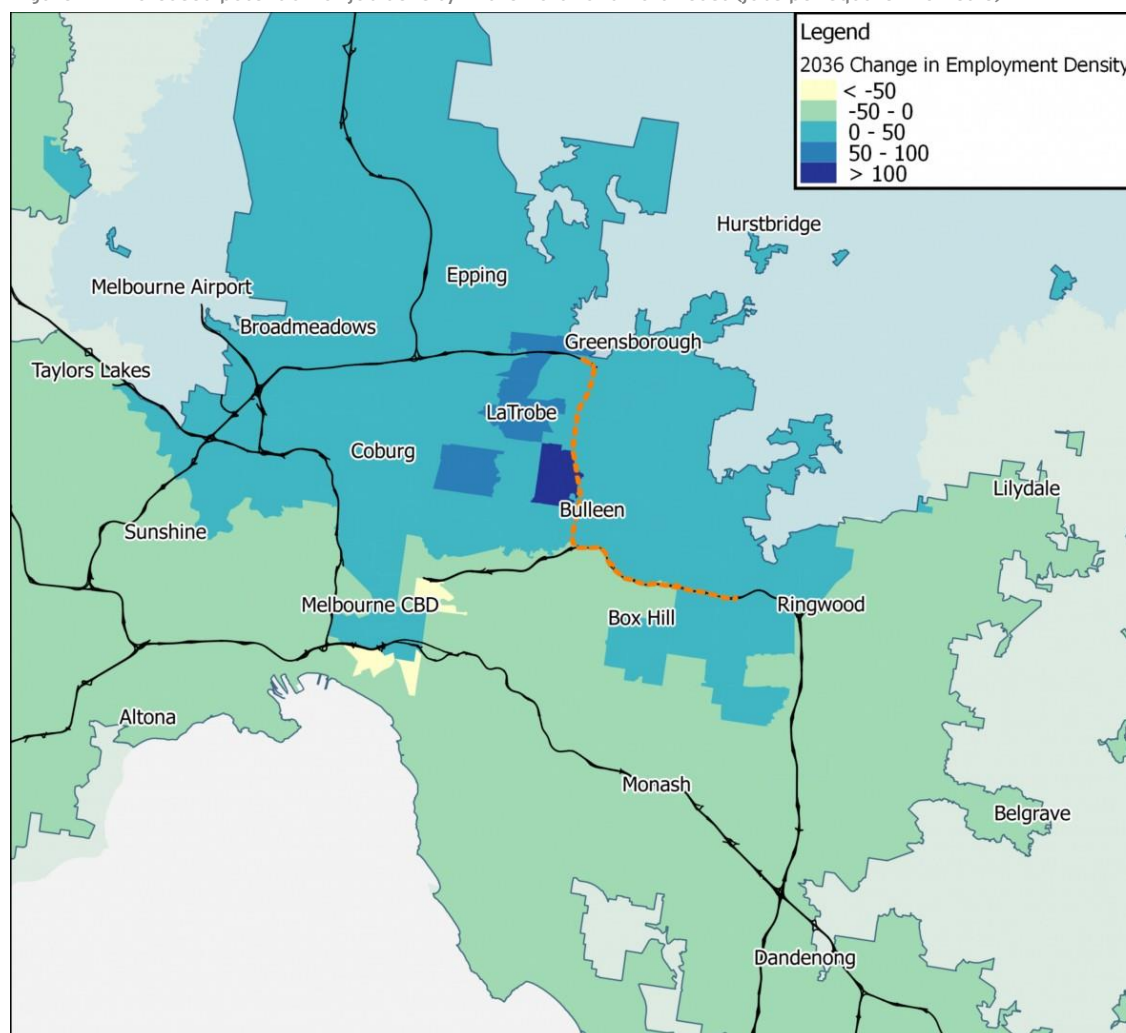 Legend
2036 Change in Employment Density
< -50
-50 - 0
0 - 50
50 - 100
> 100
Hurstbridge
Epping
Melbourne Airport
Broadmeadows
Greensborough
Taylors Lakes
LaTrobe
Coburg
Lilydale
Bulleen
Sunshine
Melbourne CBD
Box Hill
Ringwood
Altona
Monash
Belgrave
Dandenong